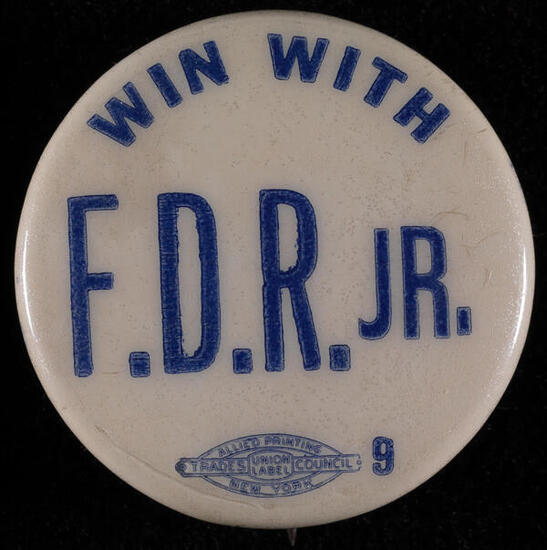 WIN WITH
F.D.R. JR.
ALLIED PRINTING
TRADES UNION LABEL COUNCIL 9
NEW YORK